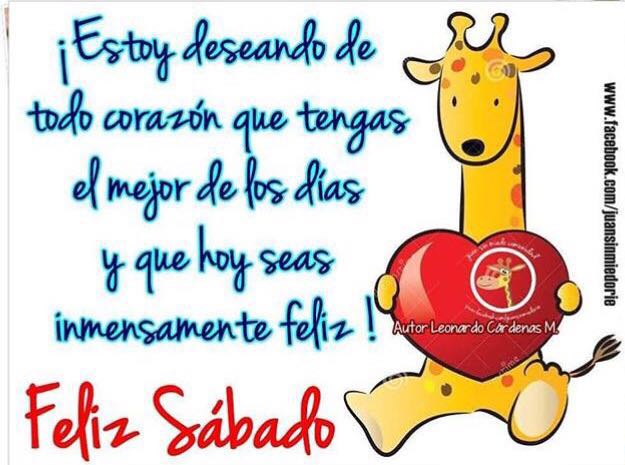 ¡Estoy deseando de
todo corazón que tengas
el mejor de los días
y que hoy seas
inmensamente feliz !
Feliz Sábado
Autor Leonardo Cárdenas M.
www.facebook.com/juansinmiedorie